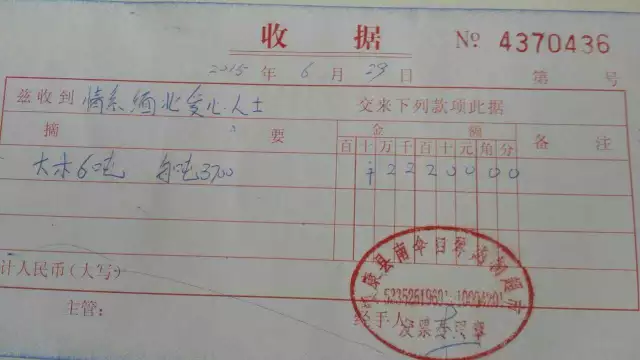 收 据 № 4370436
2015 年 6 月 29 日 第 号
兹收到 情系缅北爱心人士 交来下列款项此据
摘 要 金 额 备 注
百 十 万 千 百 十 元 角 分
大米6吨 每吨3700 ¥ 2 2 2 0 0 0 0
计人民币(大写)
主管: 经手人